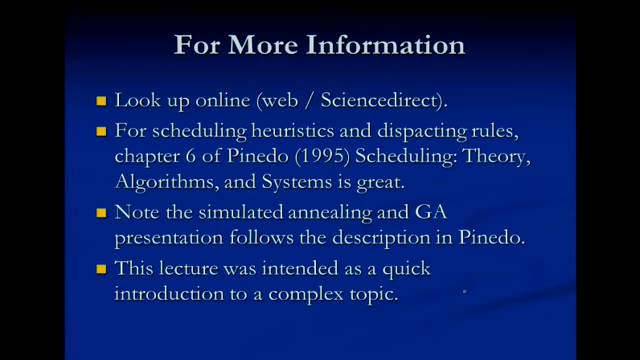 For More Information
Look up online (web / Sciencedirect).
For scheduling heuristics and dispacting rules,
chapter 6 of Pinedo (1995) Scheduling: Theory,
Algorithms, and Systems is great.
Note the simulated annealing and GA
presentation follows the description in Pinedo.
This lecture was intended as a quick
introduction to a complex topic.